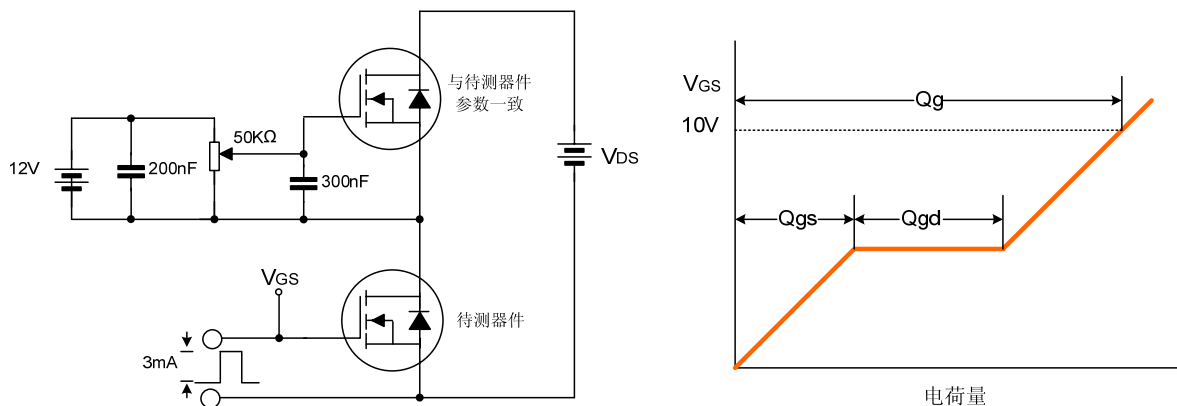 与待测器件
参数一致
50KΩ
12V
200nF
300nF
VDS
VGS
待测器件
3mA
VGS
10V
Qg
Qgs
Qgd
电荷量